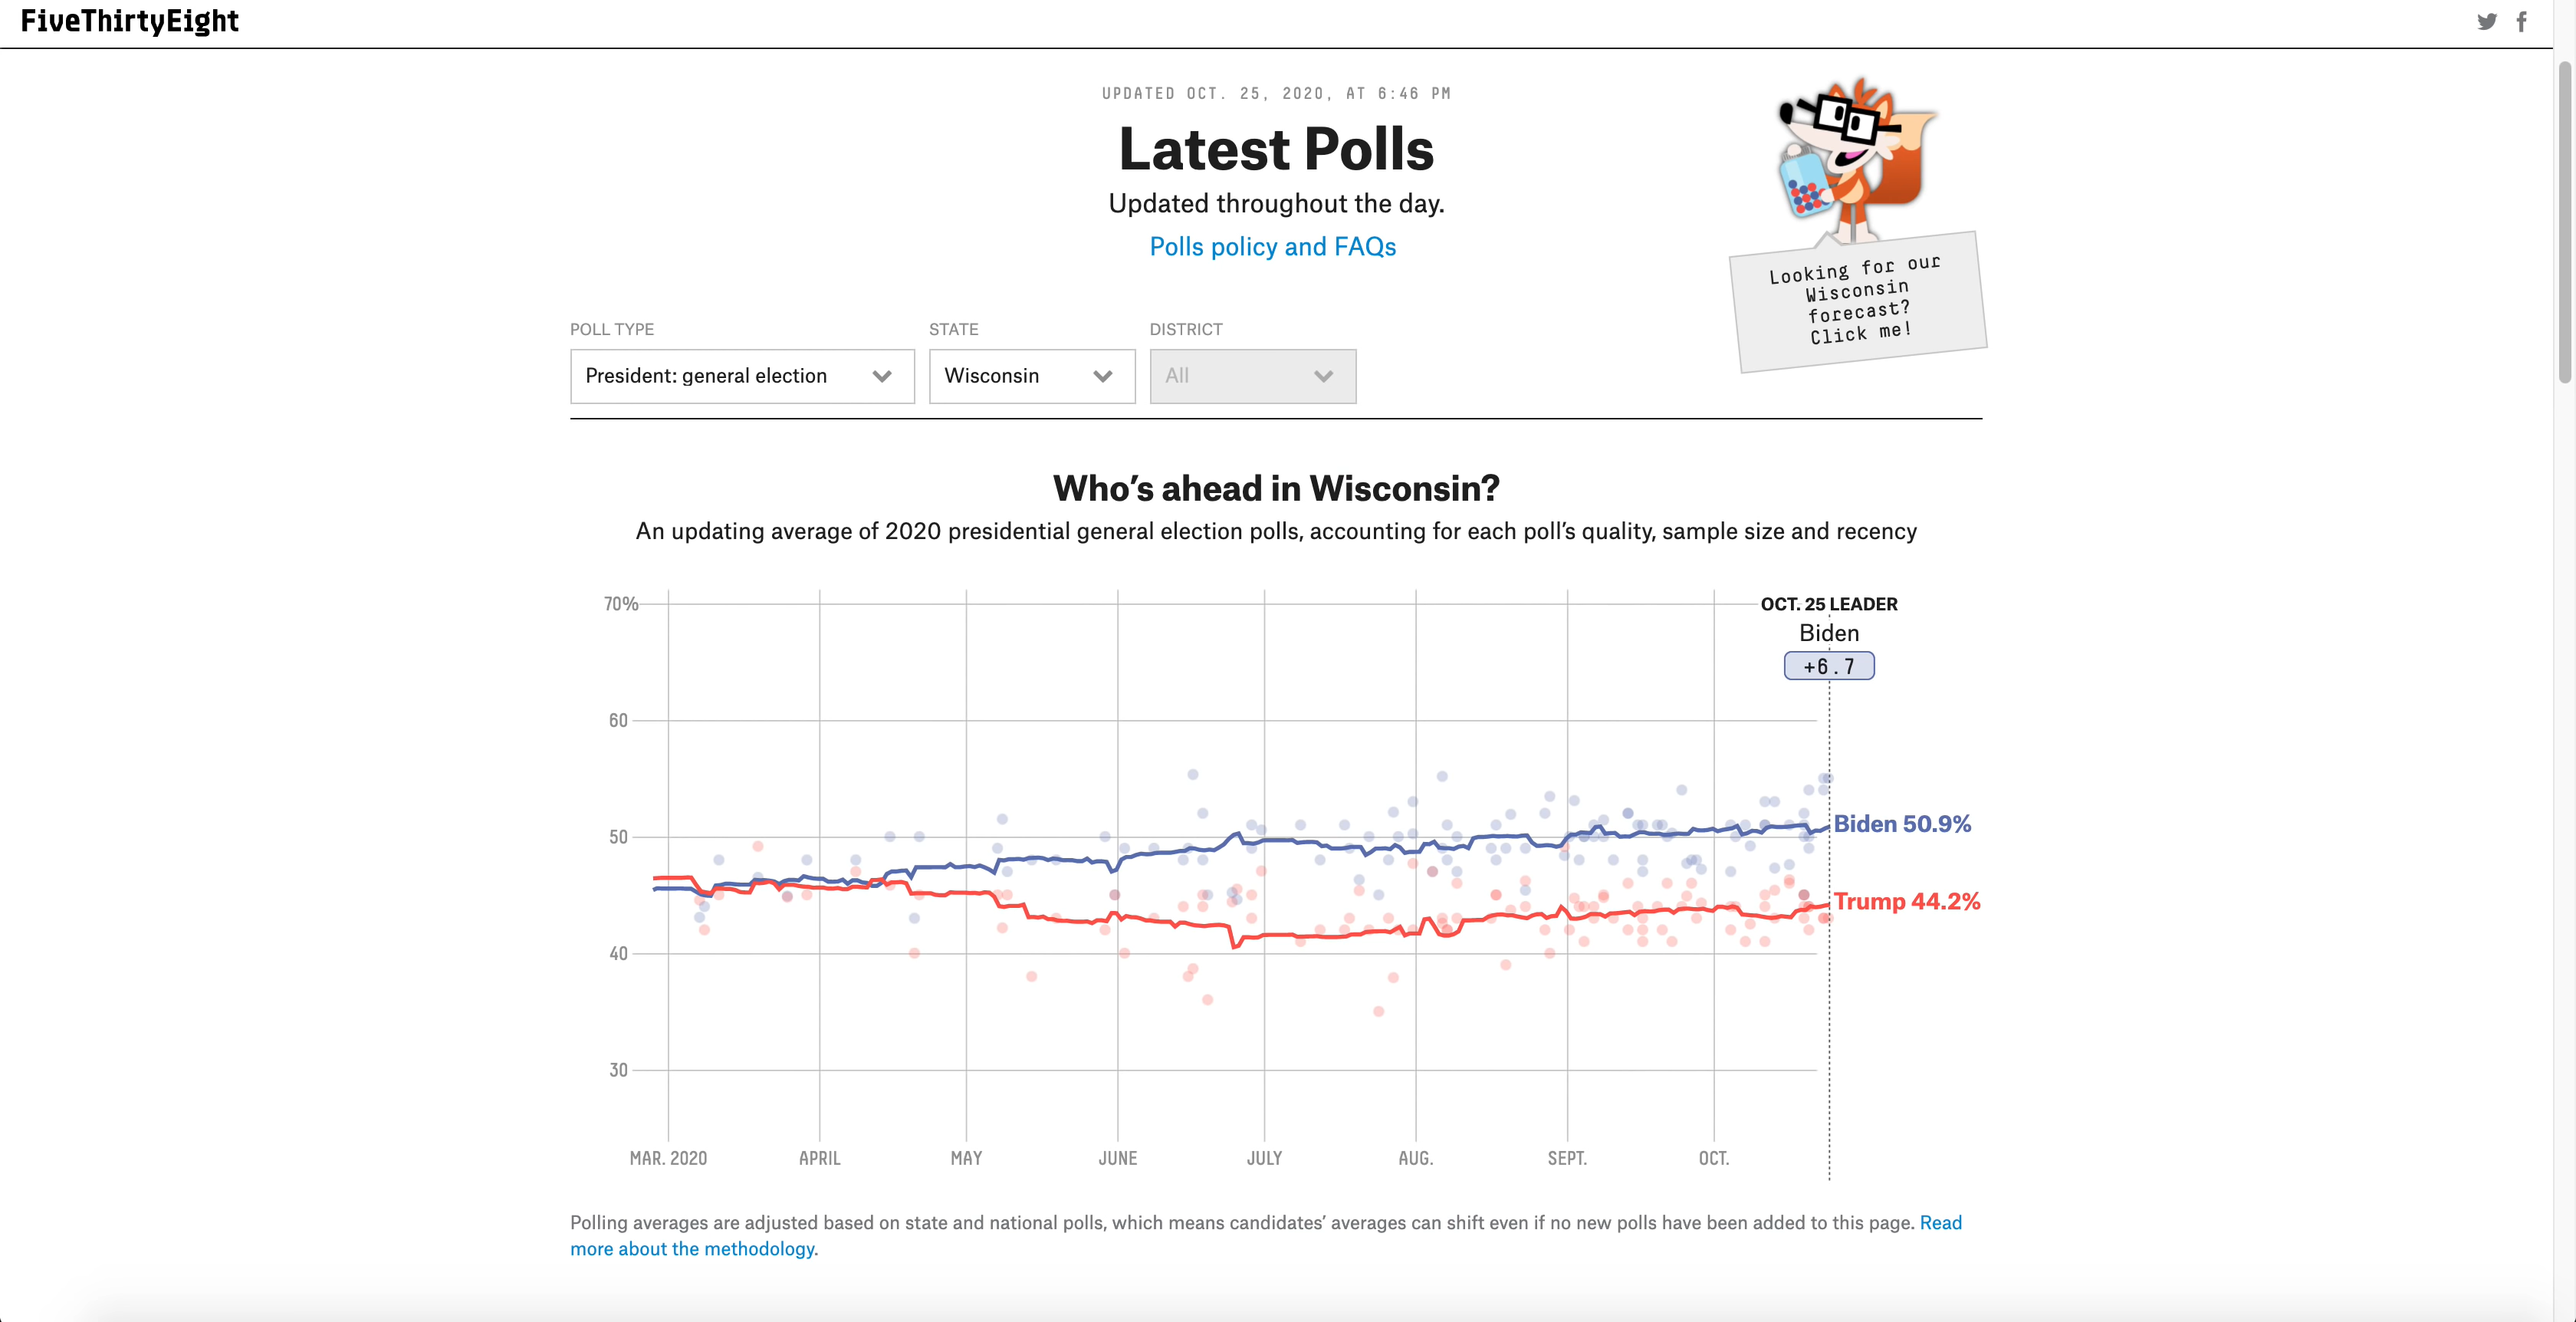 FiveThirtyEight
UPDATED OCT. 25, 2020, AT 6:46 PM
Latest Polls
Updated throughout the day.
Polls policy and FAQs
Looking for our
Wisconsin
forecast?
Click me!
POLL TYPE
STATE
DISTRICT
President: general election
Wisconsin
All
Who’s ahead in Wisconsin?
An updating average of 2020 presidential general election polls, accounting for each poll’s quality, sample size and recency
70%
OCT. 25 LEADER
Biden
+6.7
60
50
Biden 50.9%
Trump 44.2%
40
30
MAR. 2020
APRIL
MAY
JUNE
JULY
AUG.
SEPT.
OCT.
Polling averages are adjusted based on state and national polls, which means candidates’ averages can shift even if no new polls have been added to this page. Read
more about the methodology.